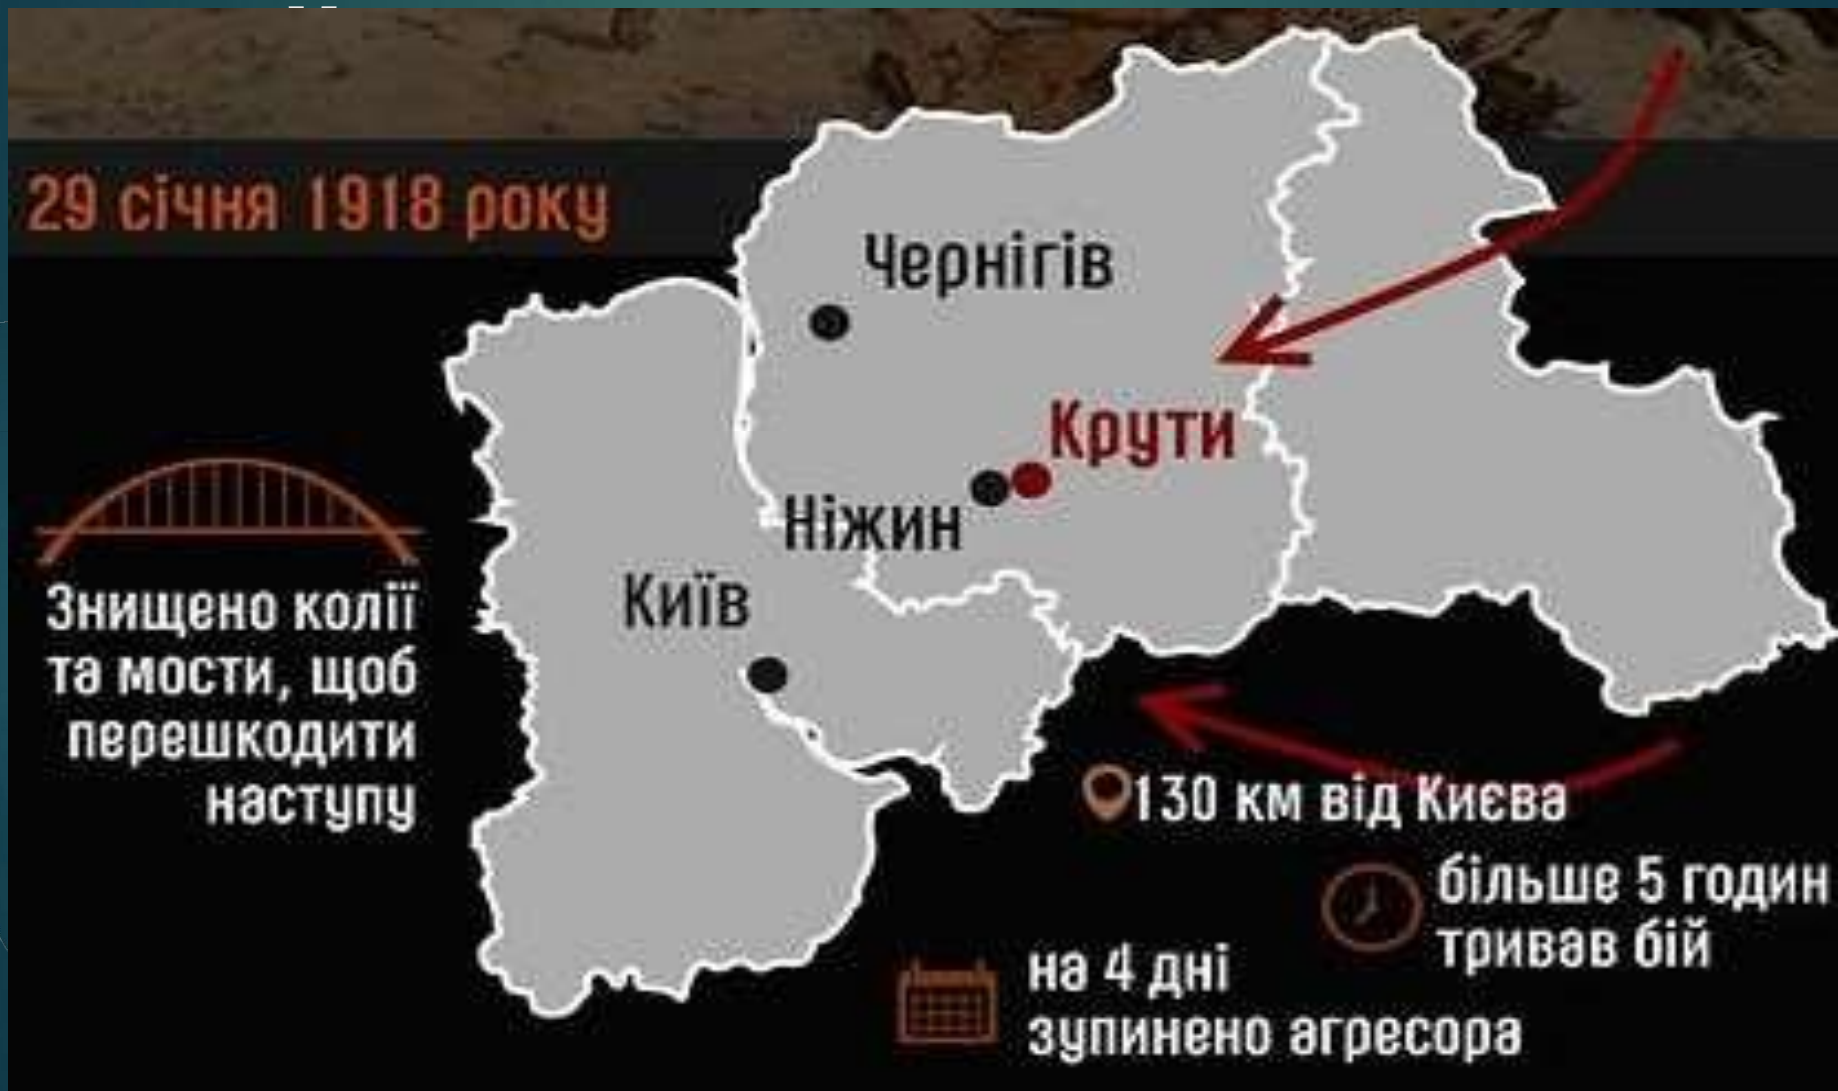 29 січня 1918 року
Чернігів
Крути
Ніжин
Київ
Знищено колії
та мости, щоб
перешкодити
наступу
130 км від Києва
більше 5 годин
тривав бій
на 4 дні
зупинено агресора